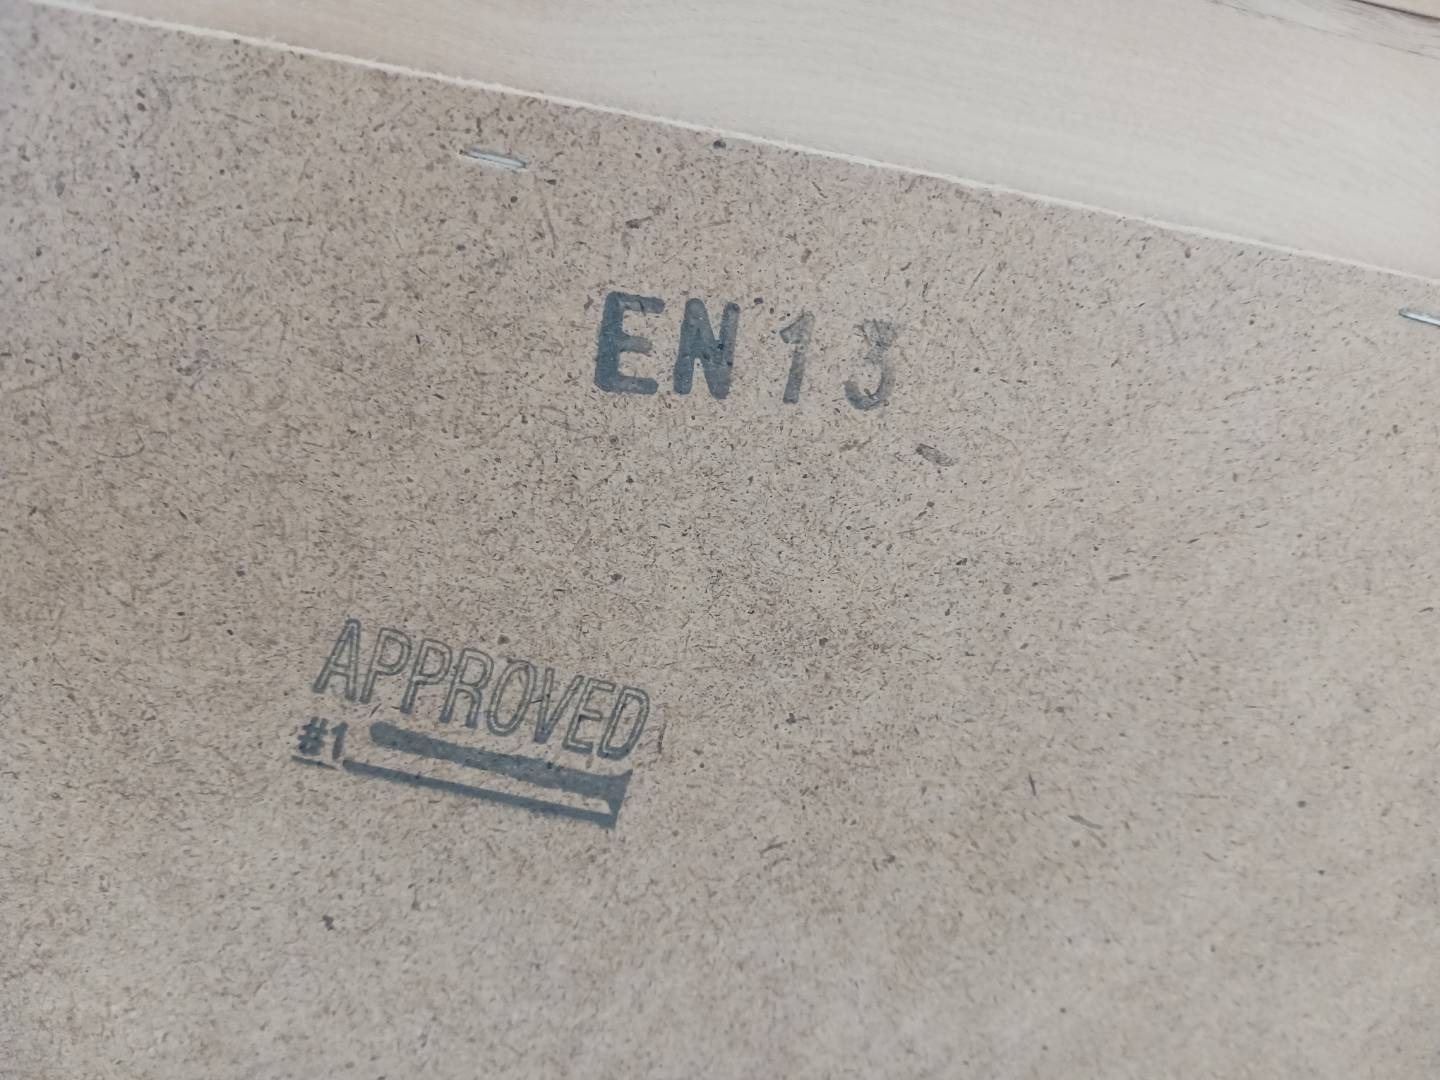 EN 13
APPROVED
#1